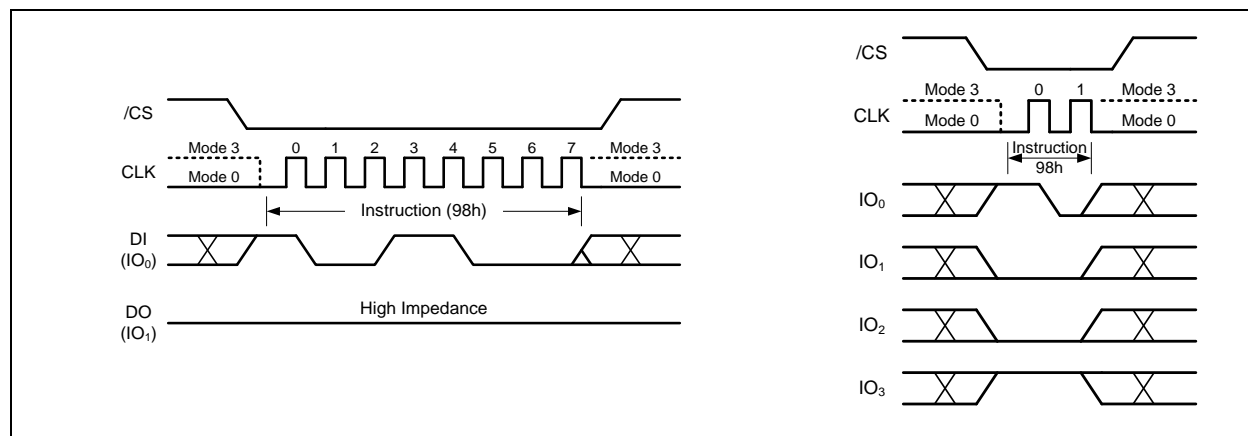 /CS
Mode 3 0 1 2 3 4 5 6 7 Mode 3
CLK
Mode 0 Mode 0
Instruction (98h)
DI
(IO₀)
High Impedance
DO
(IO₁)
/CS
Mode 3 0 1 Mode 3
CLK
Mode 0 Mode 0
Instruction
98h
IO₀
IO₁
IO₂
IO₃